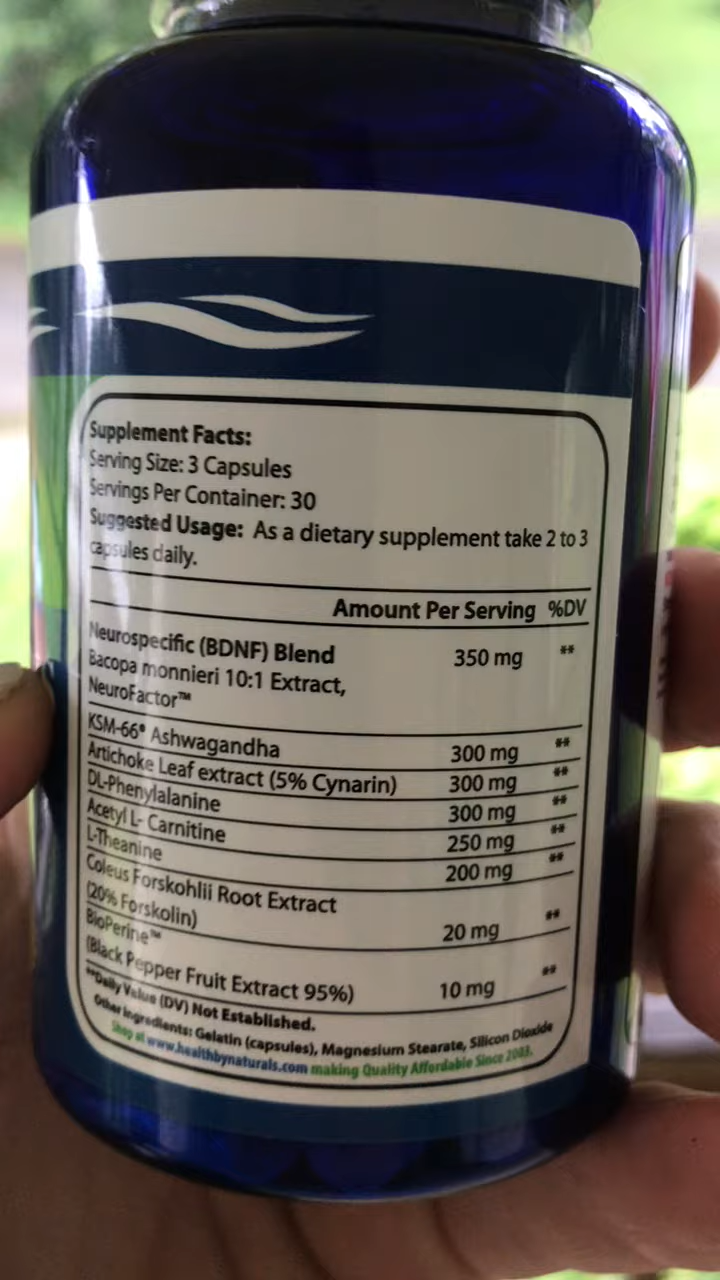 Supplement Facts:
Serving Size: 3 Capsules
Servings Per Container: 30
Suggested Usage: As a dietary supplement take 2 to 3
capsules daily.
Amount Per Serving %DV
Neurospecific (BDNF) Blend 350 mg **
Bacopa monnieri 10:1 Extract,
NeuroFactor™
KSM-66® Ashwagandha 300 mg **
Artichoke Leaf extract (5% Cynarin) 300 mg **
DL-Phenylalanine 300 mg **
Acetyl L- Carnitine 250 mg **
L-Theanine 200 mg **
Coleus Forskohlii Root Extract
(20% Forskolin) 20 mg **
BioPerine™
(Black Pepper Fruit Extract 95%) 10 mg **
**Daily Value (DV) Not Established.
Other Ingredients: Gelatin (capsules), Magnesium Stearate, Silicon Dioxide
Shop at www.healthbynaturals.com making Quality Affordable Since 2003.